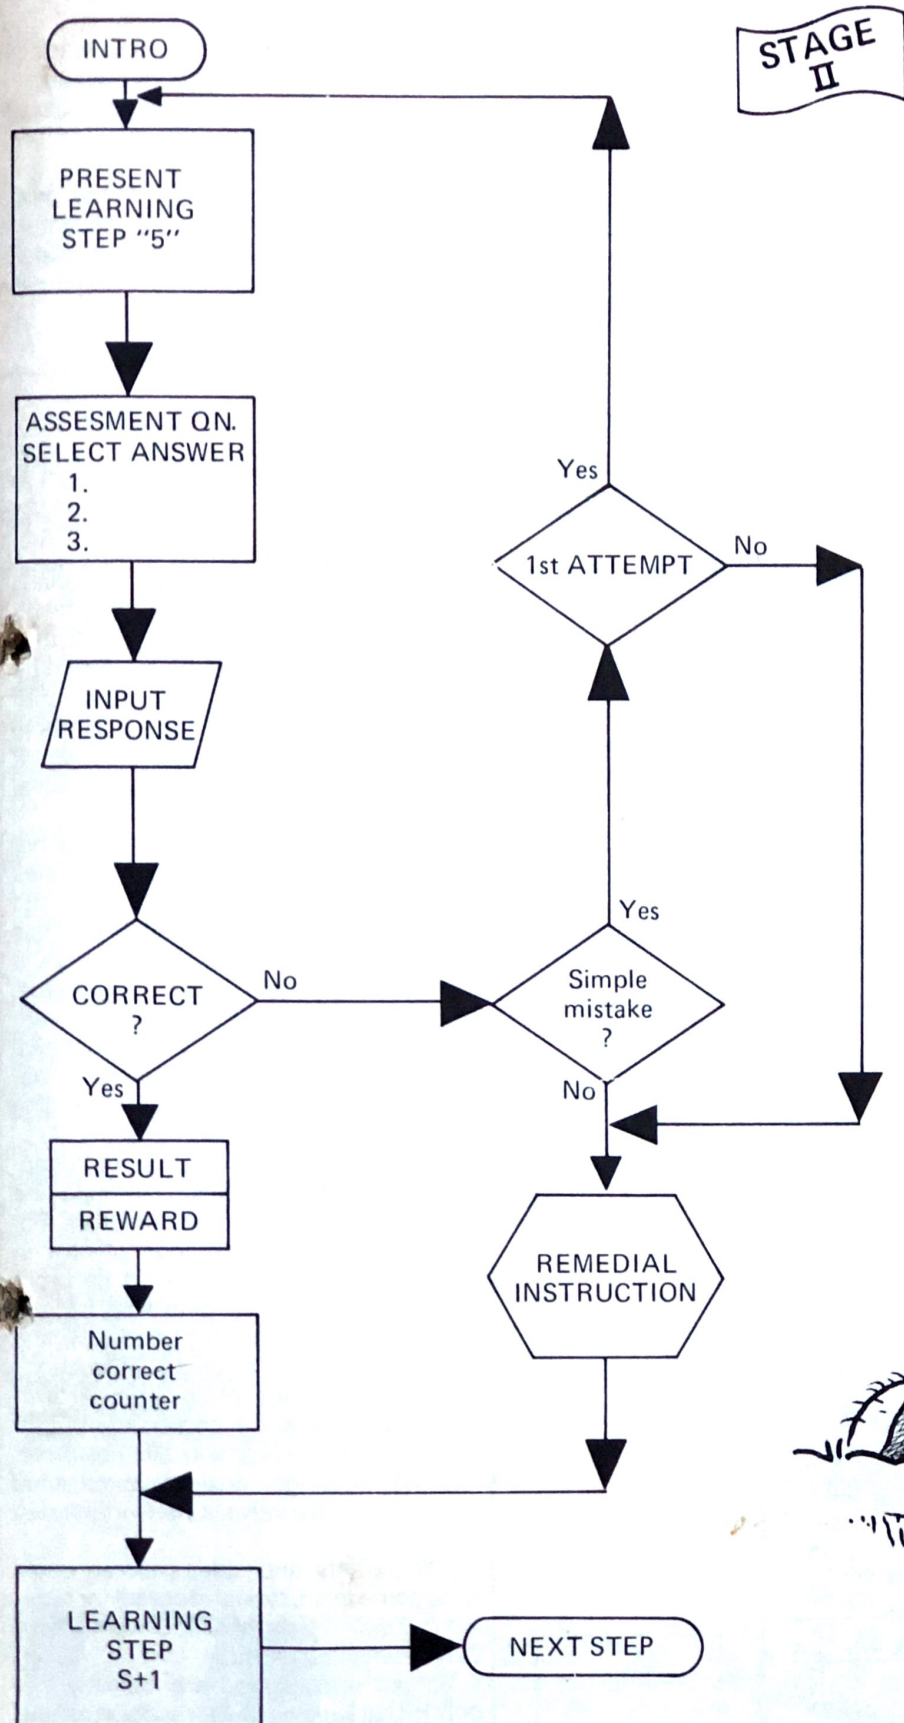 STAGE
II
INTRO
PRESENT
LEARNING
STEP "5"
ASSESMENT QN.
SELECT ANSWER
1.
2.
3.
INPUT
RESPONSE
CORRECT
?
No
Yes
RESULT
REWARD
Number
correct
counter
LEARNING
STEP
S+1
NEXT STEP
Yes
1st ATTEMPT
No
Yes
Simple
mistake
?
No
REMEDIAL
INSTRUCTION